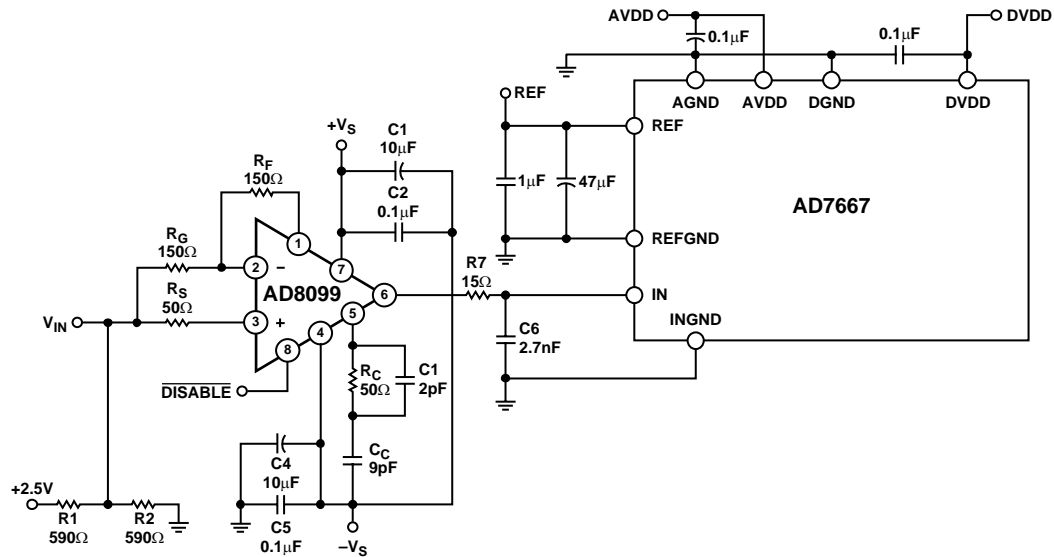 AVDD
DVDD
0.1μF
0.1μF
AGND
AVDD
DGND
DVDD
REF
REF
1μF
47μF
AD7667
REFGND
+VS
C1
10μF
C2
0.1μF
RF
150Ω
RG
150Ω
RS
50Ω
VIN
1
2
–
3
+
AD8099
7
6
5
4
8
DISABLE
R7
15Ω
IN
INGND
C6
2.7nF
RC
50Ω
C1
2pF
CC
9pF
C4
10μF
C5
0.1μF
–VS
+2.5V
R1
590Ω
R2
590Ω